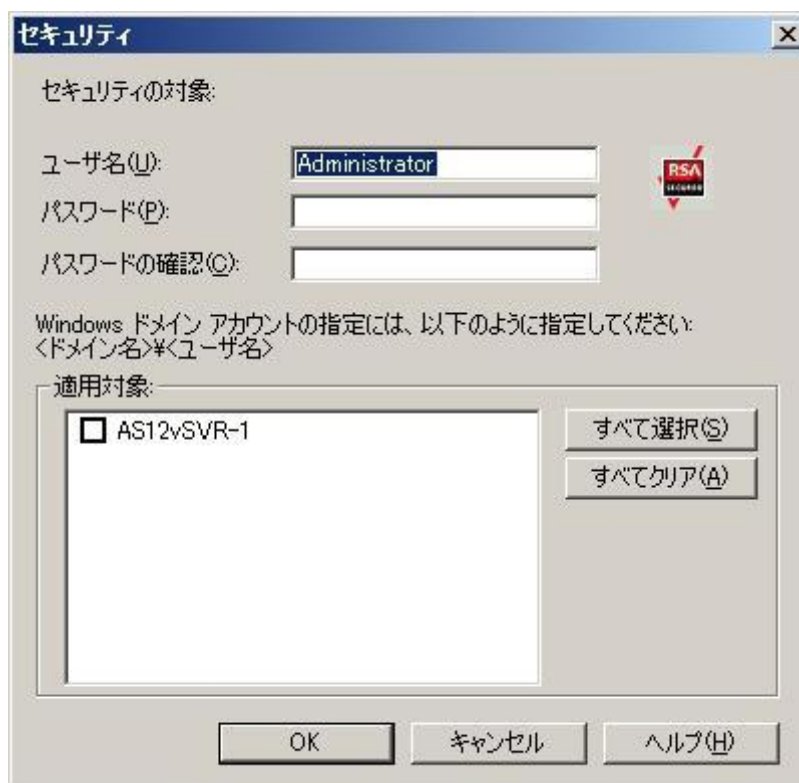 セキュリティ
セキュリティの対象:
ユーザ名(U):
Administrator
RSA
SECURED
パスワード(P):
パスワードの確認(C):
Windows ドメイン アカウントの指定には、以下のように指定してください:
<ドメイン名>¥<ユーザ名>
適用対象:
AS12vSVR-1
すべて選択(S)
すべてクリア(A)
OK
キャンセル
ヘルプ(H)